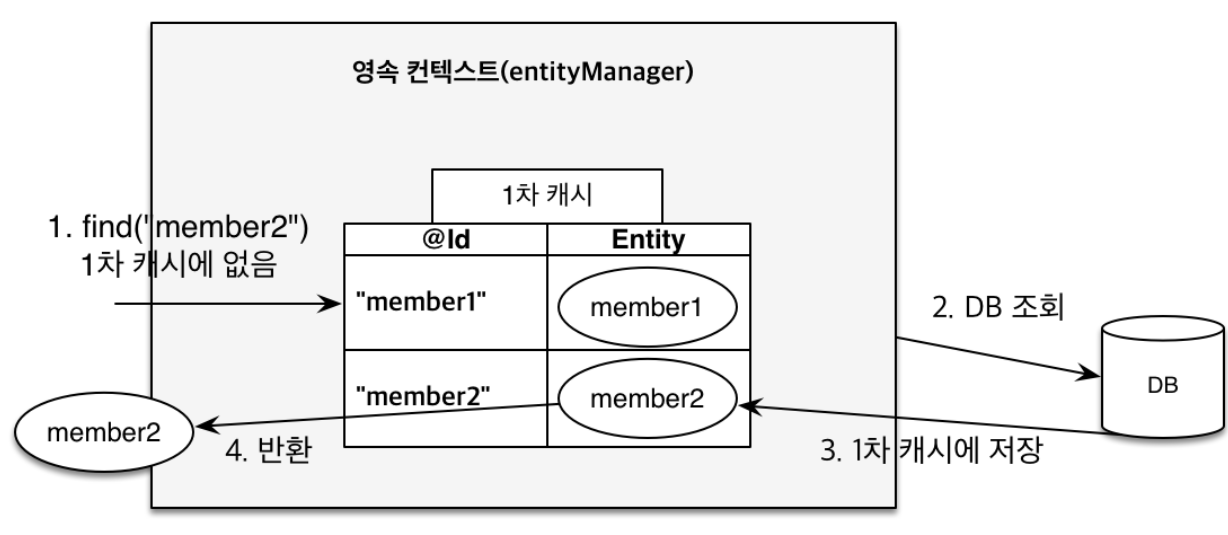 영속 컨텍스트(entityManager)
1차 캐시
1. find("member2")
1차 캐시에 없음
@Id Entity
"member1" member1
2. DB 조회
DB
"member2" member2
member2
4. 반환
3. 1차 캐시에 저장